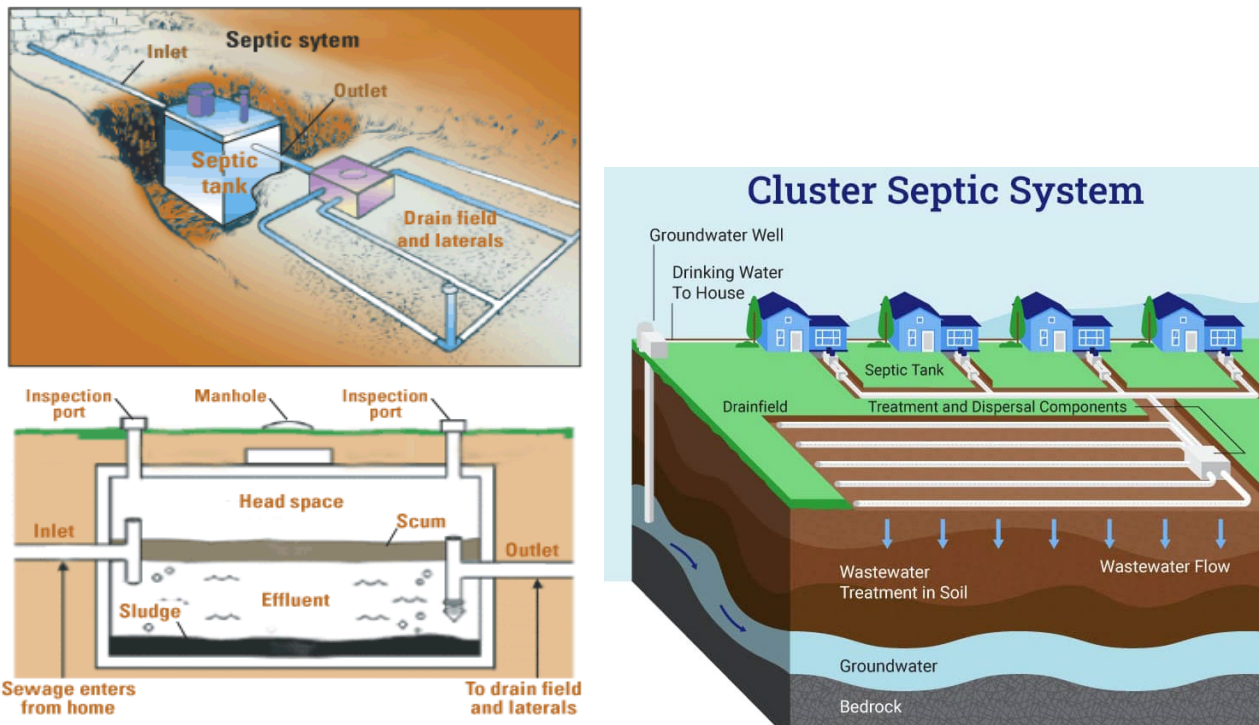 Septic sytem
Inlet
Outlet
Septic
tank
Drain field
and laterals
Inspection
port
Manhole
Inspection
port
Head space
Scum
Inlet
Outlet
Effluent
Sludge
Sewage enters
from home
To drain field
and laterals
Cluster Septic System
Groundwater Well
Drinking Water
To House
Septic Tank
Drainfield
Treatment and Dispersal Components
Wastewater
Treatment in Soil
Wastewater Flow
Groundwater
Bedrock